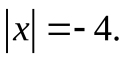 |x| =- 4.